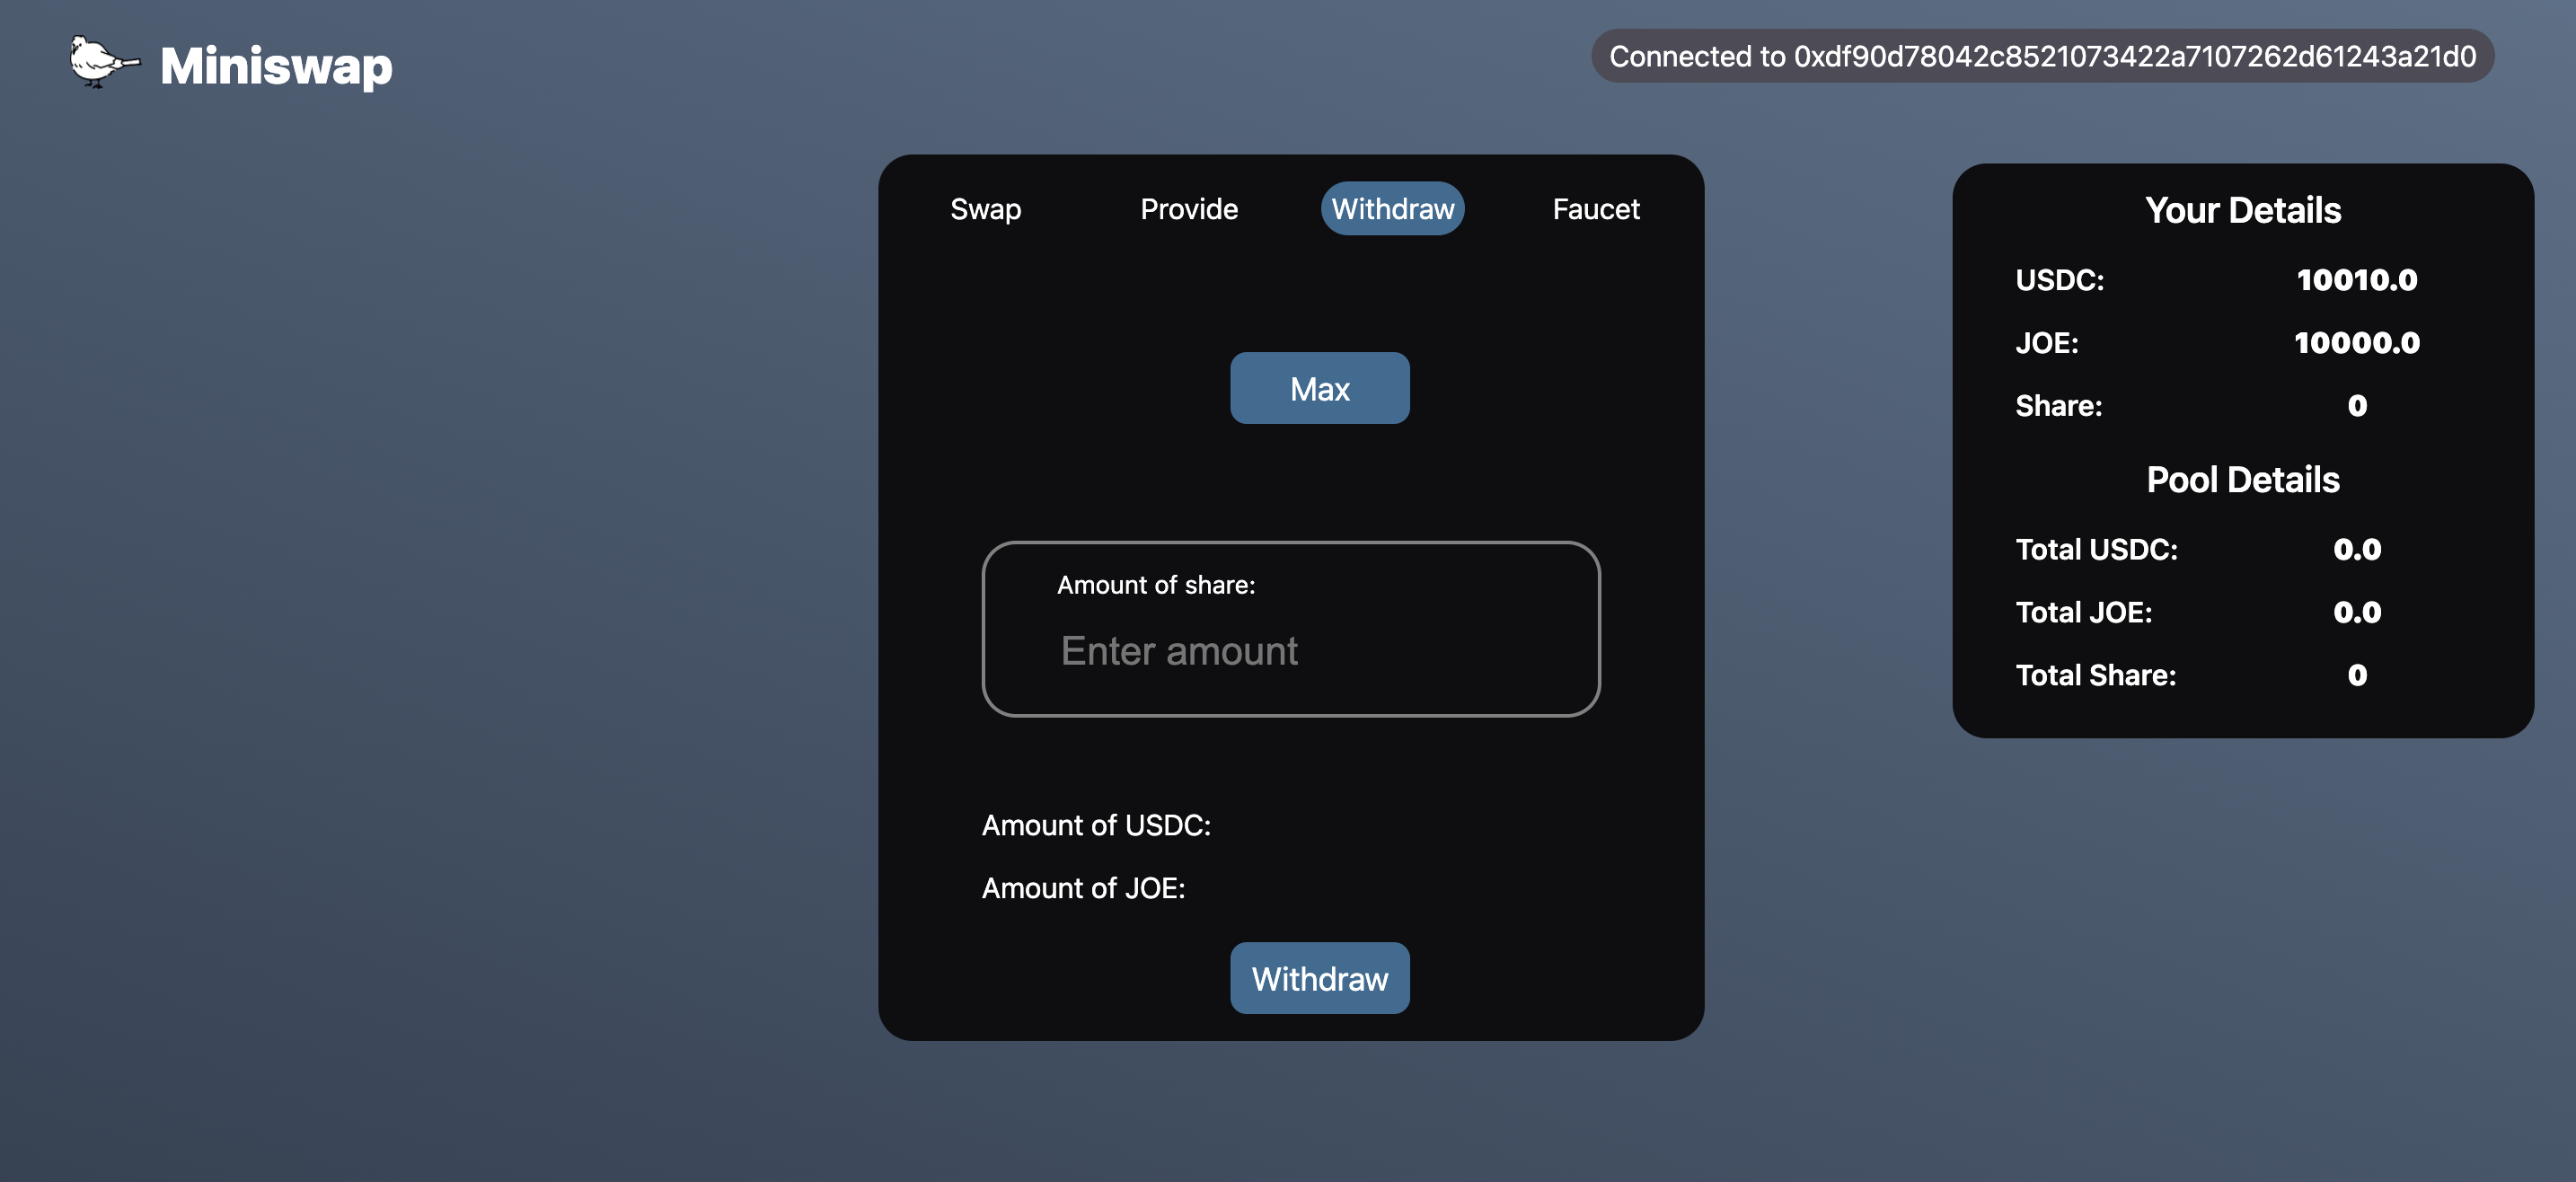 Miniswap
Connected to 0xdf90d78042c8521073422a7107262d61243a21d0
Swap
Provide
Withdraw
Faucet
Max
Amount of share:
Enter amount
Amount of USDC:
Amount of JOE:
Withdraw
Your Details
USDC: 10010.0
JOE: 10000.0
Share: 0
Pool Details
Total USDC: 0.0
Total JOE: 0.0
Total Share: 0